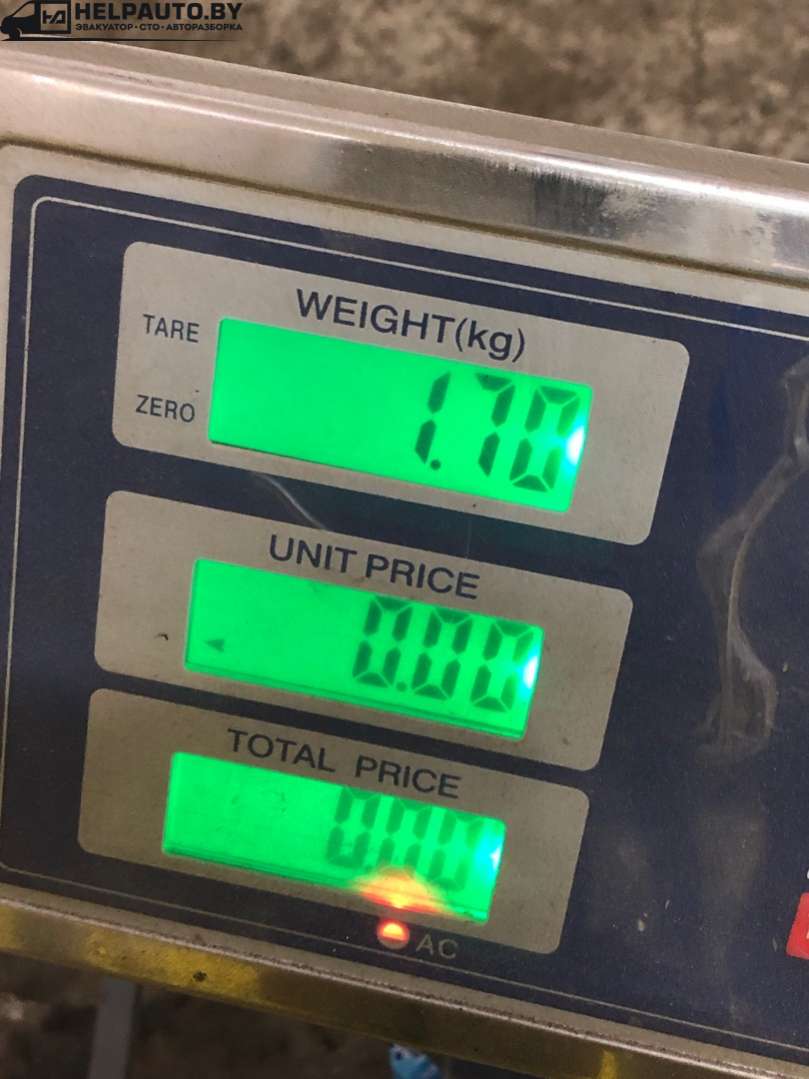 HELPAUTO.BY
ЭВАКУАТОР·СТО·АВТОРАЗБОРКА
WEIGHT(kg)
TARE
ZERO
1.70
UNIT PRICE
0.00
TOTAL PRICE
0.00
AC